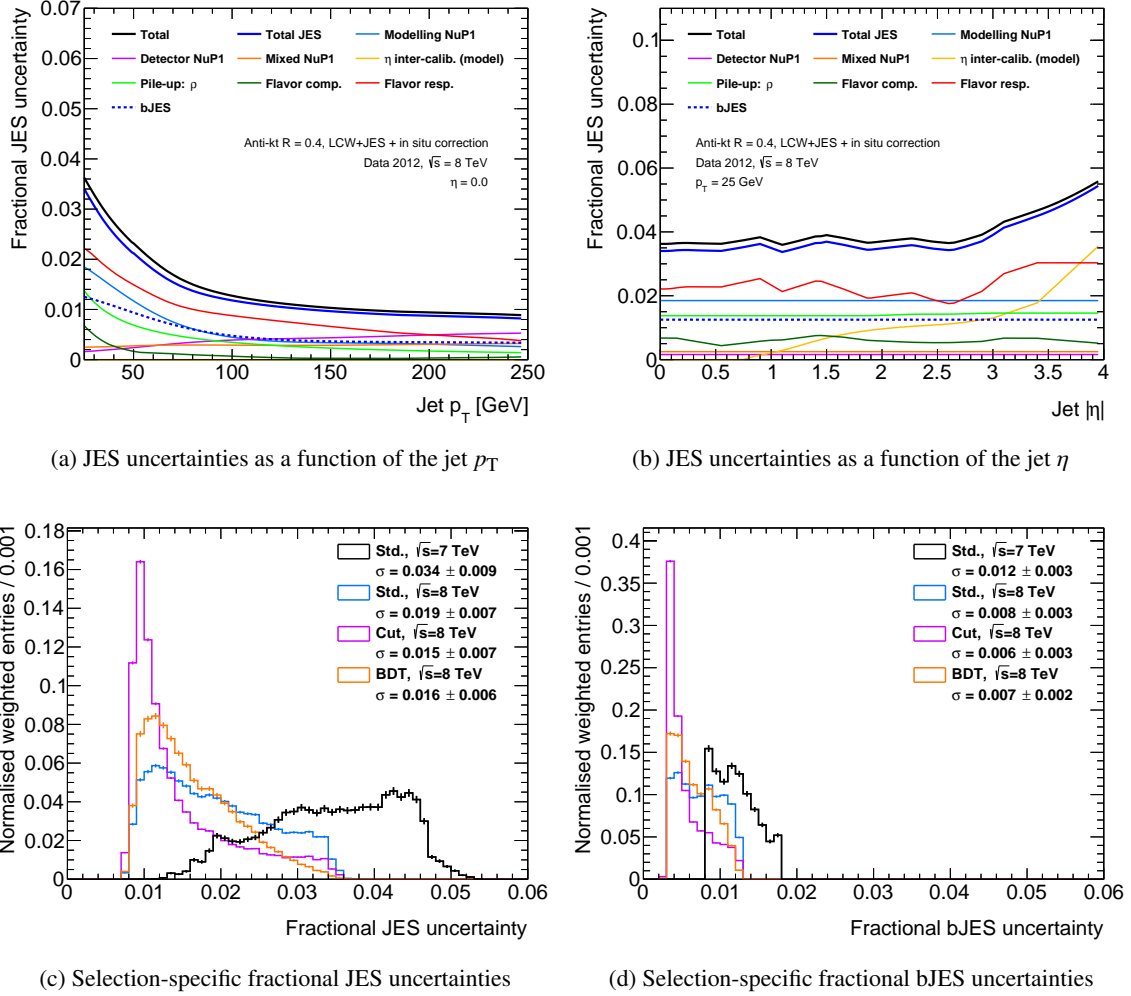 Fractional JES uncertainty
0.07
0.06
0.05
0.04
0.03
0.02
0.01
0
Total
Total JES
Modelling NuP1
Detector NuP1
Mixed NuP1
η inter-calib. (model)
Pile-up: ρ
Flavor comp.
Flavor resp.
bJES
Anti-kt R = 0.4, LCW+JES + in situ correction
Data 2012, √s = 8 TeV
η = 0.0
50 100 150 200 250
Jet p_T [GeV]
(a) JES uncertainties as a function of the jet p_T
Fractional JES uncertainty
0.1
0.08
0.06
0.04
0.02
0
Total
Total JES
Modelling NuP1
Detector NuP1
Mixed NuP1
η inter-calib. (model)
Pile-up: ρ
Flavor comp.
Flavor resp.
bJES
Anti-kt R = 0.4, LCW+JES + in situ correction
Data 2012, √s = 8 TeV
p_T = 25 GeV
0 0.5 1 1.5 2 2.5 3 3.5 4
Jet |η|
(b) JES uncertainties as a function of the jet η
Normalised weighted entries / 0.001
0.18
0.16
0.14
0.12
0.1
0.08
0.06
0.04
0.02
0
Std., √s=7 TeV
σ = 0.034 ± 0.009
Std., √s=8 TeV
σ = 0.019 ± 0.007
Cut, √s=8 TeV
σ = 0.015 ± 0.007
BDT, √s=8 TeV
σ = 0.016 ± 0.006
0 0.01 0.02 0.03 0.04 0.05 0.06
Fractional JES uncertainty
(c) Selection-specific fractional JES uncertainties
Normalised weighted entries / 0.001
0.4
0.35
0.3
0.25
0.2
0.15
0.1
0.05
0
Std., √s=7 TeV
σ = 0.012 ± 0.003
Std., √s=8 TeV
σ = 0.008 ± 0.003
Cut, √s=8 TeV
σ = 0.006 ± 0.003
BDT, √s=8 TeV
σ = 0.007 ± 0.002
0 0.01 0.02 0.03 0.04 0.05 0.06
Fractional bJES uncertainty
(d) Selection-specific fractional bJES uncertainties